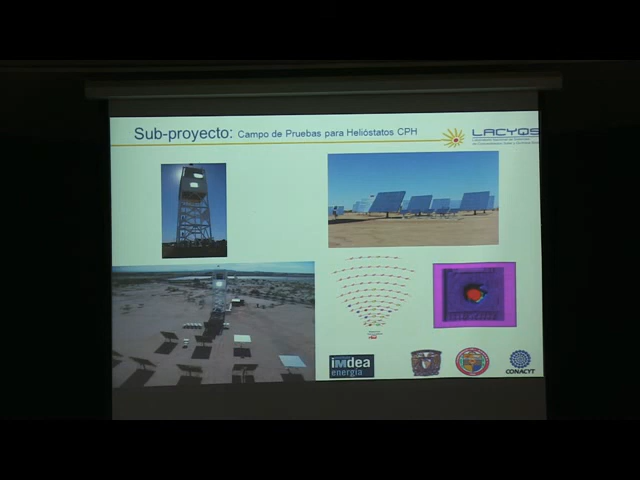 Sub-proyecto: Campo de Pruebas para Helióstatos CPH
LACYQS
imdea
energía
CONACYT